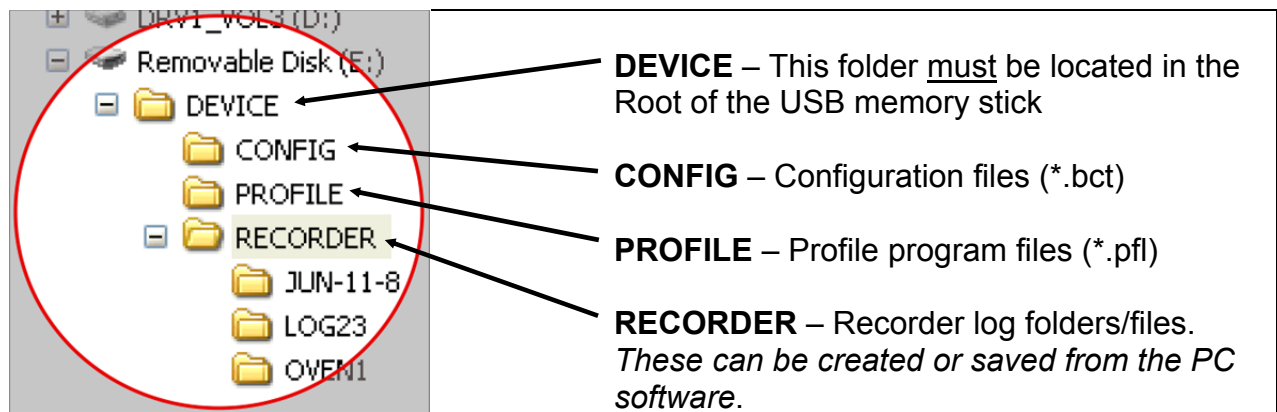 DRV1_VOL3 (D:)
Removable Disk (E:)
DEVICE
CONFIG
PROFILE
RECORDER
JUN-11-8
LOG23
OVEN1
DEVICE – This folder must be located in the
Root of the USB memory stick
CONFIG – Configuration files (*.bct)
PROFILE – Profile program files (*.pfl)
RECORDER – Recorder log folders/files.
These can be created or saved from the PC
software.